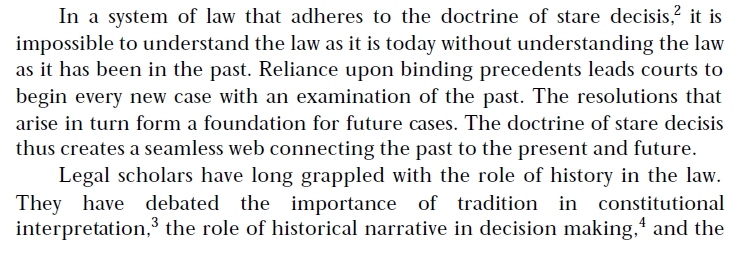 In a system of law that adheres to the doctrine of stare decisis,² it is
impossible to understand the law as it is today without understanding the law
as it has been in the past. Reliance upon binding precedents leads courts to
begin every new case with an examination of the past. The resolutions that
arise in turn form a foundation for future cases. The doctrine of stare decisis
thus creates a seamless web connecting the past to the present and future.
Legal scholars have long grappled with the role of history in the law.
They have debated the importance of tradition in constitutional
interpretation,³ the role of historical narrative in decision making,⁴ and the